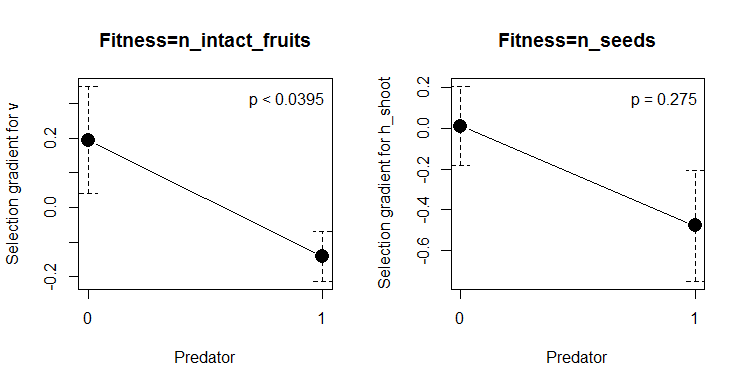 Fitness=n_intact_fruits
Selection gradient for v
0.2
0.0
-0.2
p < 0.0395
0
1
Predator
Fitness=n_seeds
Selection gradient for h_shoot
0.2
0.0
-0.2
-0.4
-0.6
p = 0.275
0
1
Predator